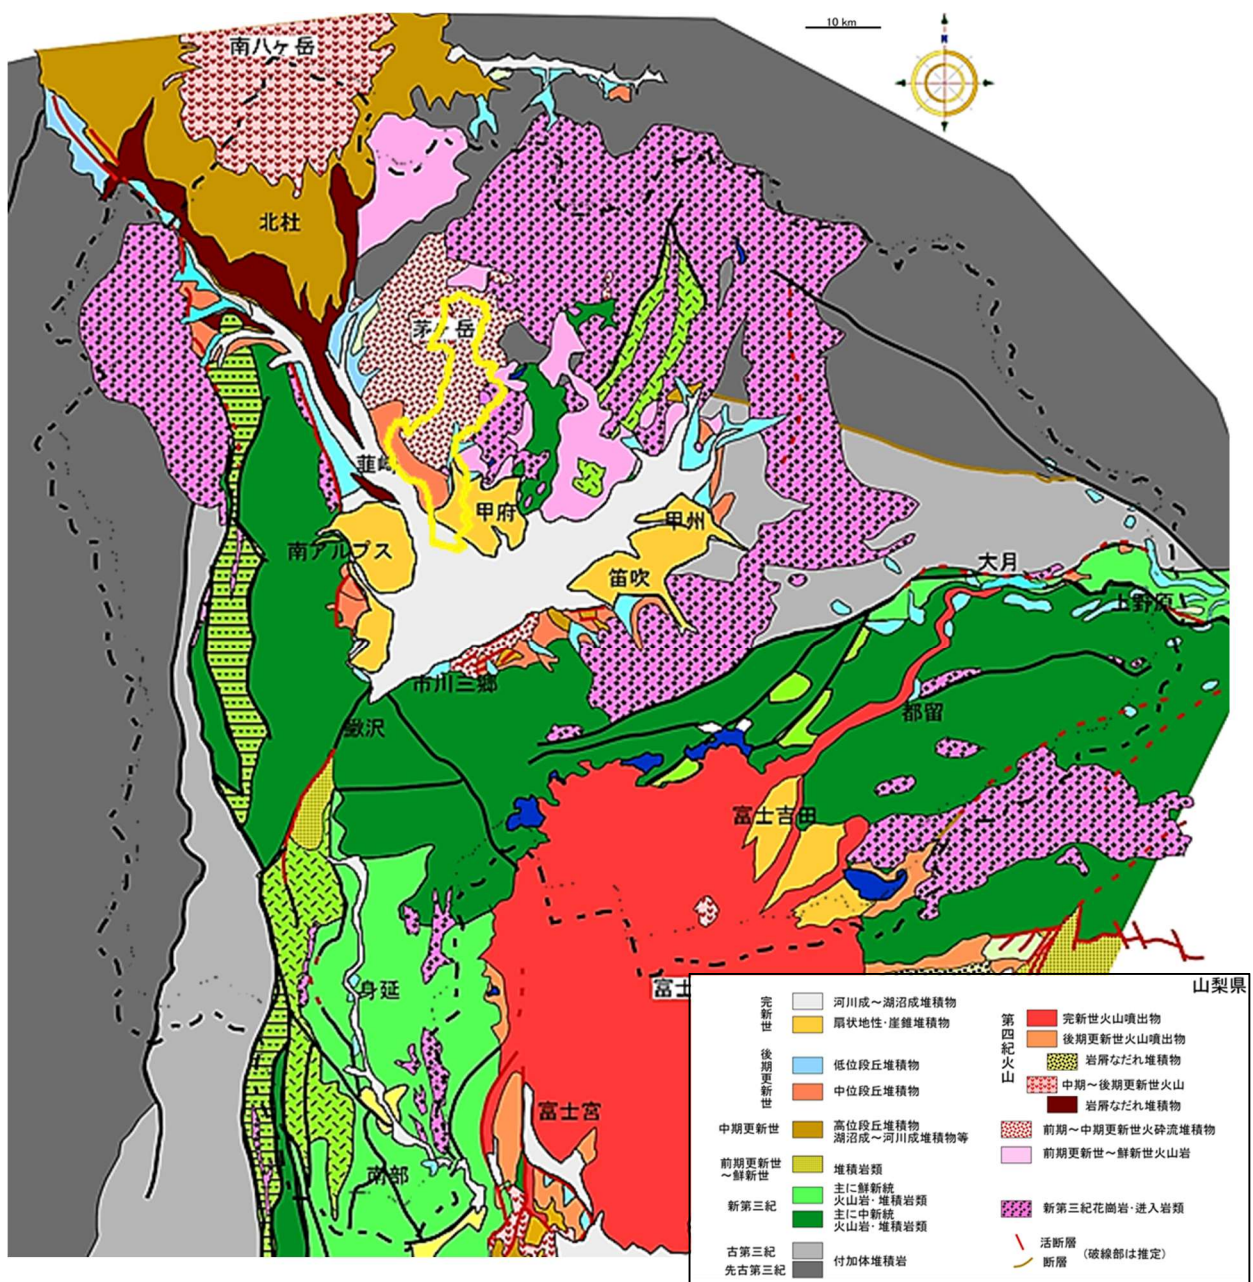 10 km
N
南八ヶ岳
北杜
茅ヶ岳
韮崎
甲府
甲州
南アルプス
笛吹
大月
上野原
市川三郷
都留
鰍沢
富士吉田
身延
富士
富士宮
南部
山梨県
完新世
河川成~湖沼成堆積物
扇状地性・崖錐堆積物
後期更新世
低位段丘堆積物
中位段丘堆積物
中期更新世
高位段丘堆積物
湖沼成~河川成堆積物等
前期更新世
~鮮新世
堆積岩類
新第三紀
主に鮮新統
火山岩・堆積岩類
主に中新統
火山岩・堆積岩類
古第三紀
先古第三紀
付加体堆積岩
第四紀火山
完新世火山噴出物
後期更新世火山噴出物
岩屑なだれ堆積物
中期~後期更新世火山
岩屑なだれ堆積物
前期~中期更新世火砕流堆積物
前期更新世~鮮新世火山岩
新第三紀花崗岩・迸入岩類
活断層
断層
(破線部は推定)